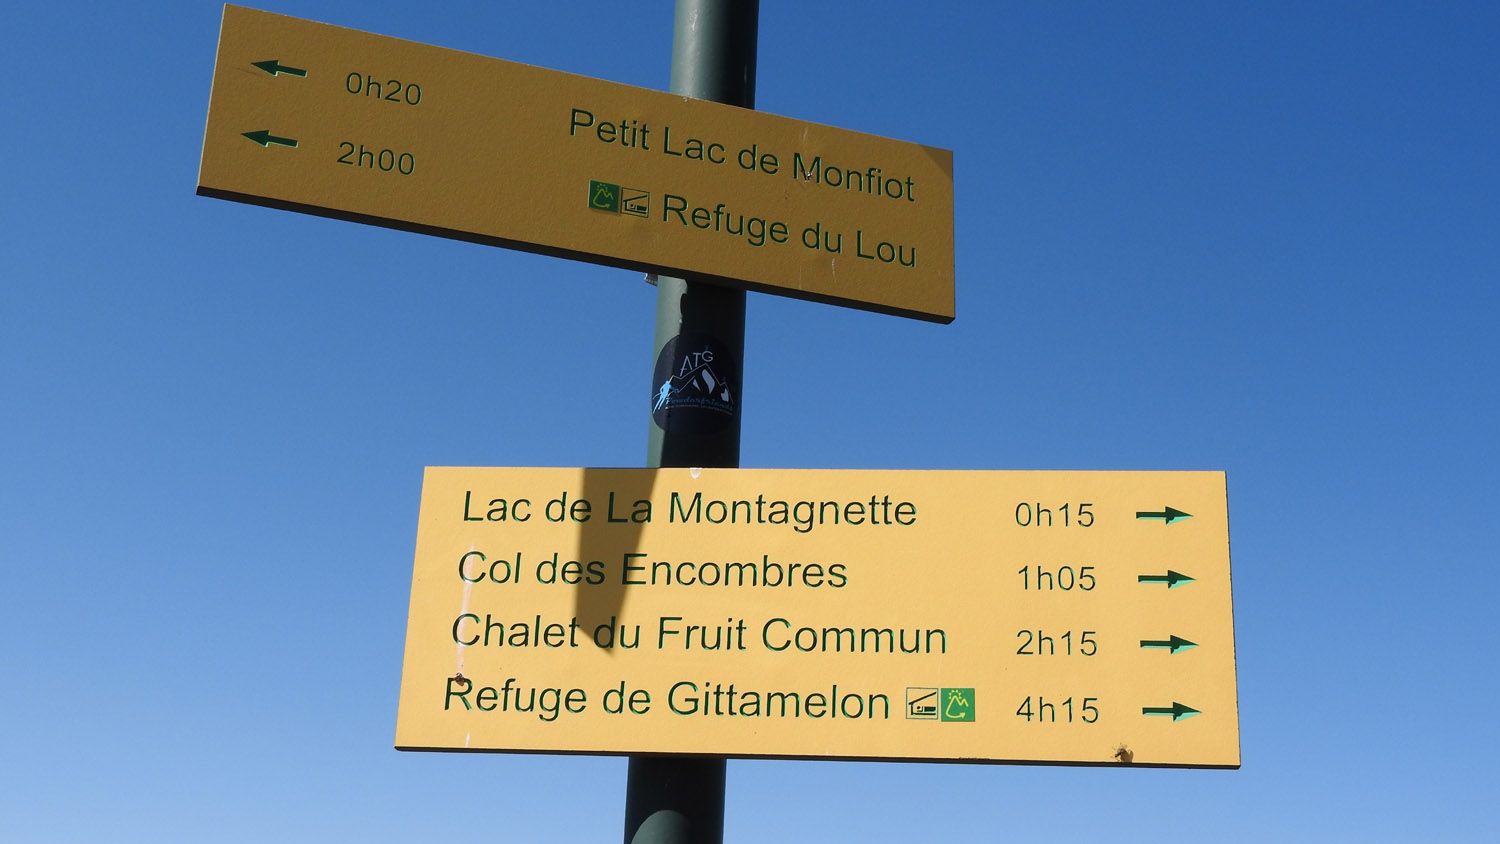 0h20 Petit Lac de Monfiot
2h00 Refuge du Lou
ATG
Powderfriends
Lac de La Montagnette 0h15
Col des Encombres 1h05
Chalet du Fruit Commun 2h15
Refuge de Gittamelon 4h15